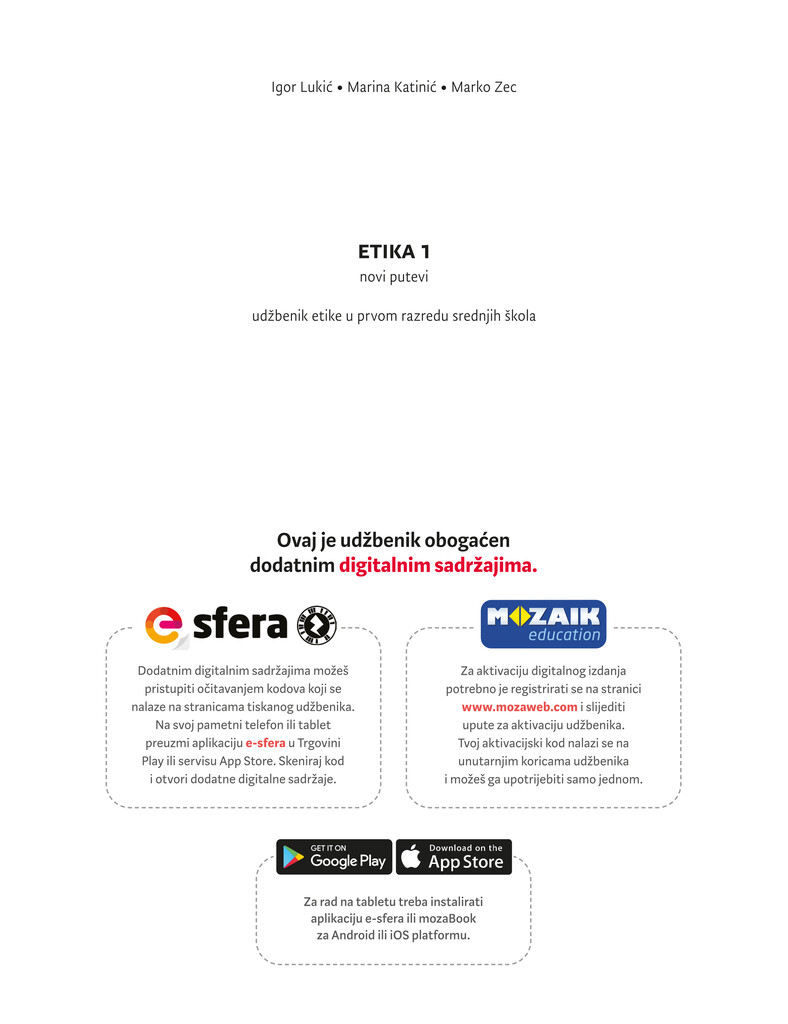 Igor Lukić • Marina Katinić • Marko Zec
ETIKA 1
novi putevi
udžbenik etike u prvom razredu srednjih škola
Ovaj je udžbenik obogaćen
dodatnim digitalnim sadržajima.
e sfera
Dodatnim digitalnim sadržajima možeš
pristupiti očitavanjem kodova koji se
nalaze na stranicama tiskanog udžbenika.
Na svoj pametni telefon ili tablet
preuzmi aplikaciju e-sfera u Trgovini
Play ili servisu App Store. Skeniraj kod
i otvori dodatne digitalne sadržaje.
MOZAIK
education
Za aktivaciju digitalnog izdanja
potrebno je registrirati se na stranici
www.mozaweb.com i slijediti
upute za aktivaciju udžbenika.
Tvoj aktivacijski kod nalazi se na
unutarnjim koricama udžbenika
i možeš ga upotrijebiti samo jednom.
GET IT ON
Google Play
Download on the
App Store
Za rad na tabletu treba instalirati
aplikaciju e-sfera ili mozaBook
za Android ili iOS platformu.